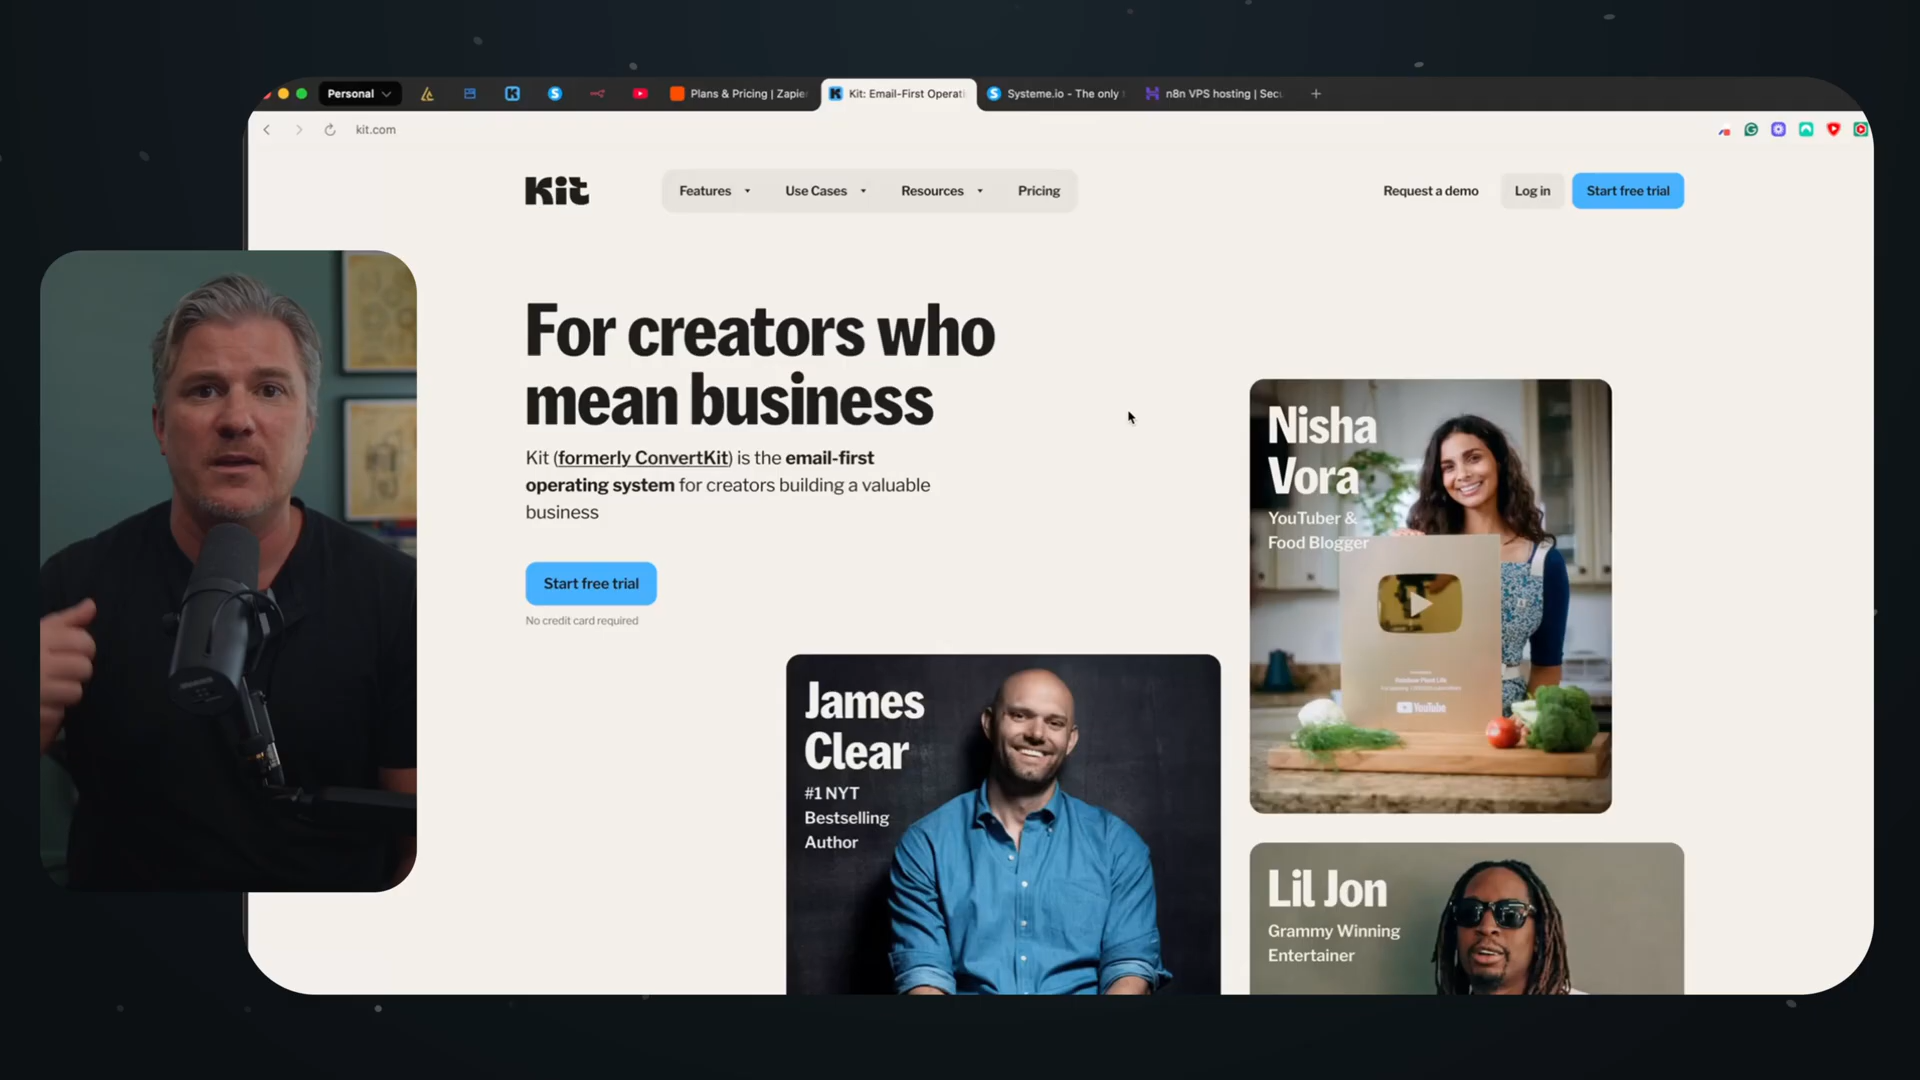 Personal
Plans & Pricing | Zapie
Kit: Email-First Operati
Systeme.io - The only
n8n VPS hosting | Secu
kit.com
Kit
Features
Use Cases
Resources
Pricing
Request a demo
Log in
Start free trial
For creators who
mean business
Kit (formerly ConvertKit) is the email-first
operating system for creators building a valuable
business
Start free trial
No credit card required
Nisha
Vora
YouTuber &
Food Blogger
YouTube
James
Clear
#1 NYT
Bestselling
Author
Lil Jon
Grammy Winning
Entertainer